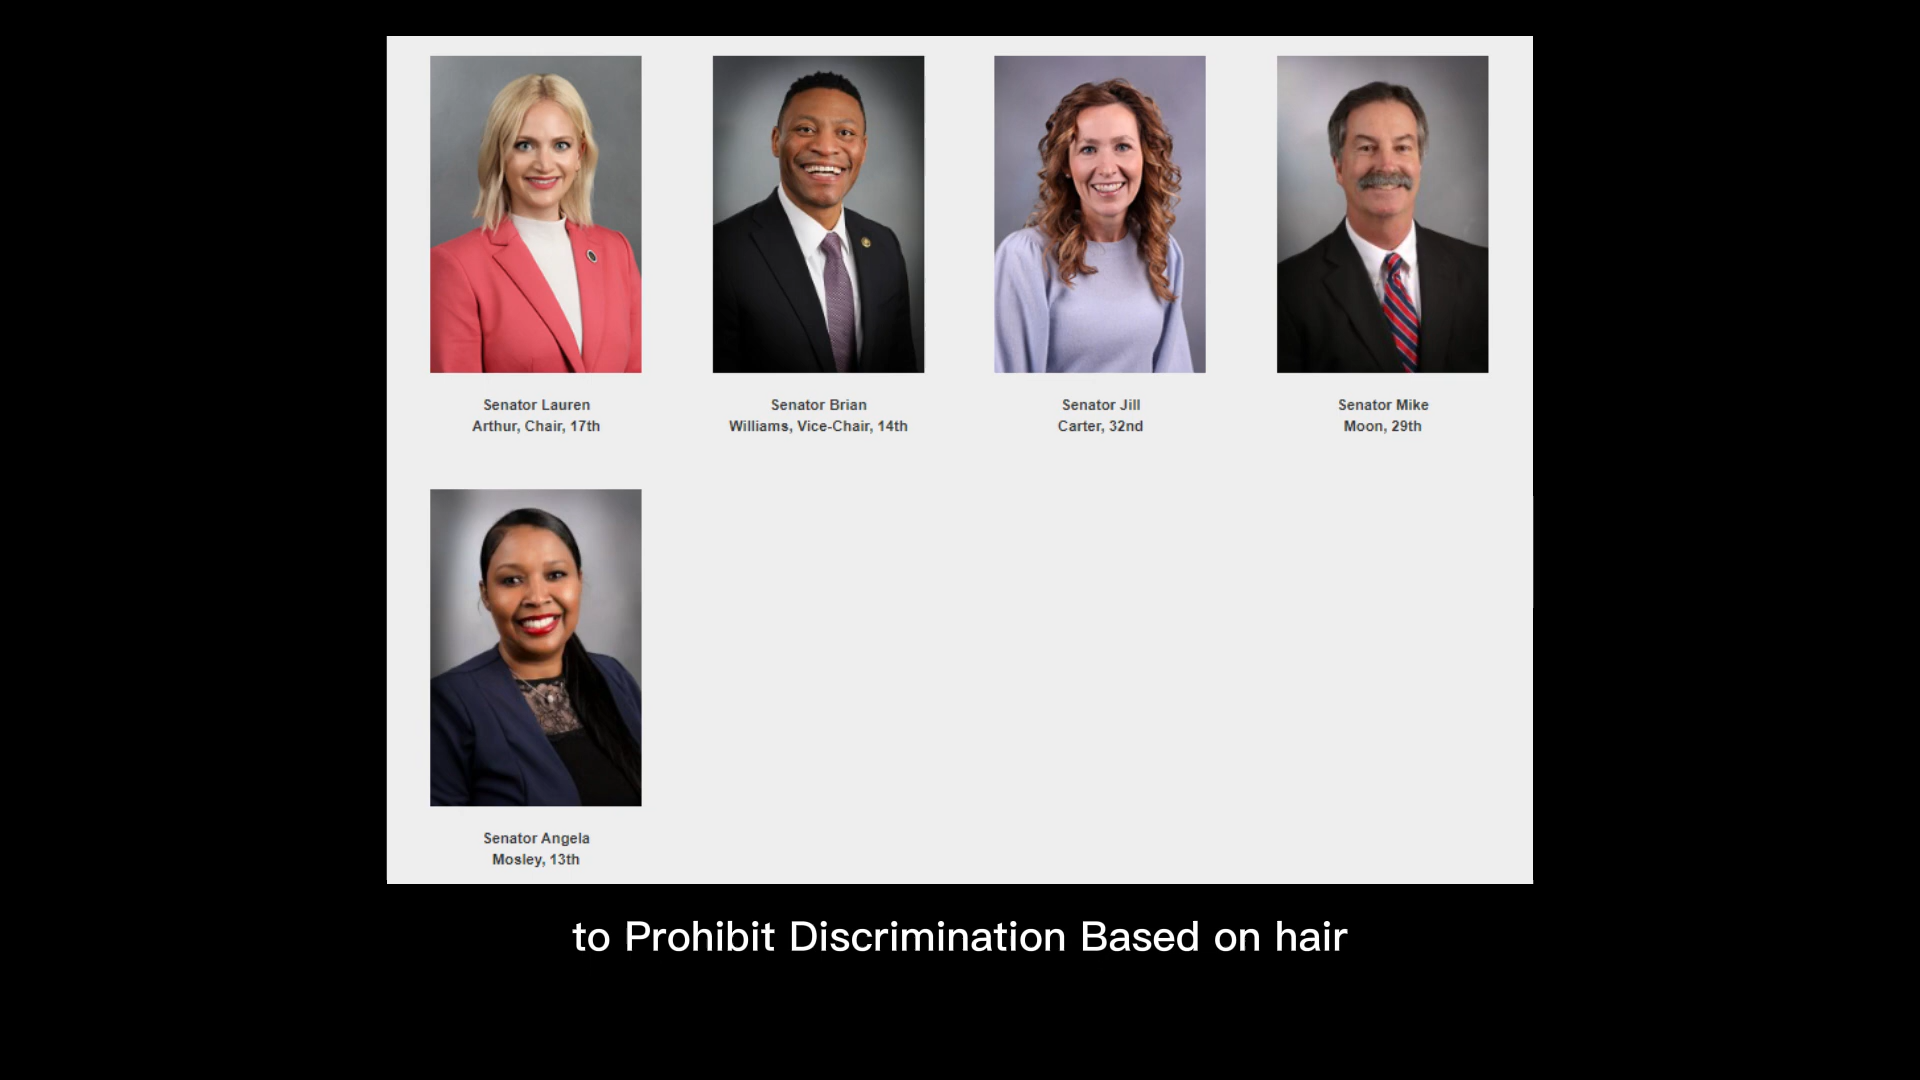 Senator Lauren
Arthur, Chair, 17th
Senator Brian
Williams, Vice-Chair, 14th
Senator Jill
Carter, 32nd
Senator Mike
Moon, 29th
Senator Angela
Mosley, 13th
to Prohibit Discrimination Based on hair